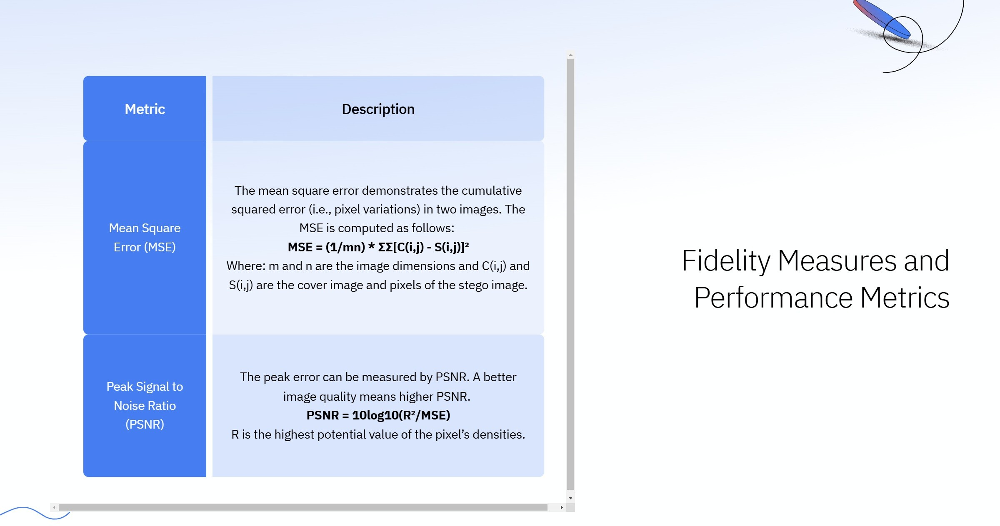 Metric
Description
Mean Square
Error (MSE)
The mean square error demonstrates the cumulative
squared error (i.e., pixel variations) in two images. The
MSE is computed as follows:
MSE = (1/mn) * ΣΣ[C(i,j) - S(i,j)]²
Where: m and n are the image dimensions and C(i,j) and
S(i,j) are the cover image and pixels of the stego image.
Peak Signal to
Noise Ratio
(PSNR)
The peak error can be measured by PSNR. A better
image quality means higher PSNR.
PSNR = 10log10(R²/MSE)
R is the highest potential value of the pixel’s densities.
Fidelity Measures and
Performance Metrics